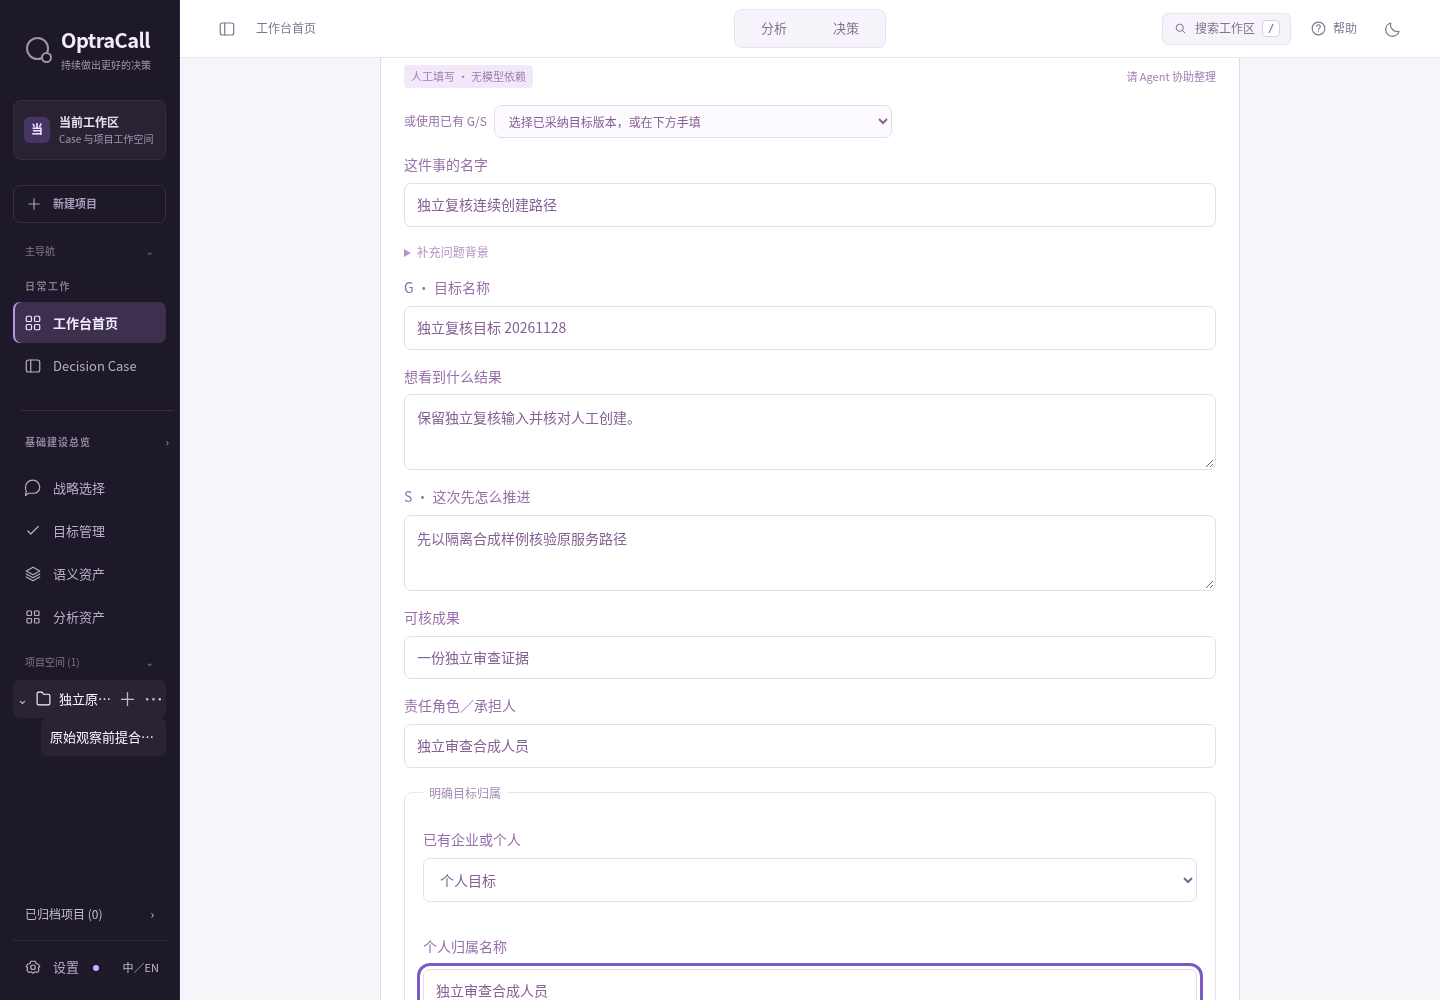 OptraCall
持续做出更好的决策
当
当前工作区
Case 与项目工作空间
新建项目
主导航
日常工作
工作台首页
Decision Case
基础建设总览
战略选择
目标管理
语义资产
分析资产
项目空间 (1)
独立原…
原始观察前提合…
已归档项目 (0)
设置
中／EN
工作台首页
分析
决策
搜索工作区 /
帮助
人工填写 · 无模型依赖
请 Agent 协助整理
或使用已有 G/S
选择已采纳目标版本，或在下方手填
这件事的名字
独立复核连续创建路径
补充问题背景
G · 目标名称
独立复核目标 20261128
想看到什么结果
保留独立复核输入并核对人工创建。
S · 这次先怎么推进
先以隔离合成样例核验原服务路径
可核成果
一份独立审查证据
责任角色／承担人
独立审查合成人员
明确目标归属
已有企业或个人
个人目标
个人归属名称
独立审查合成人员